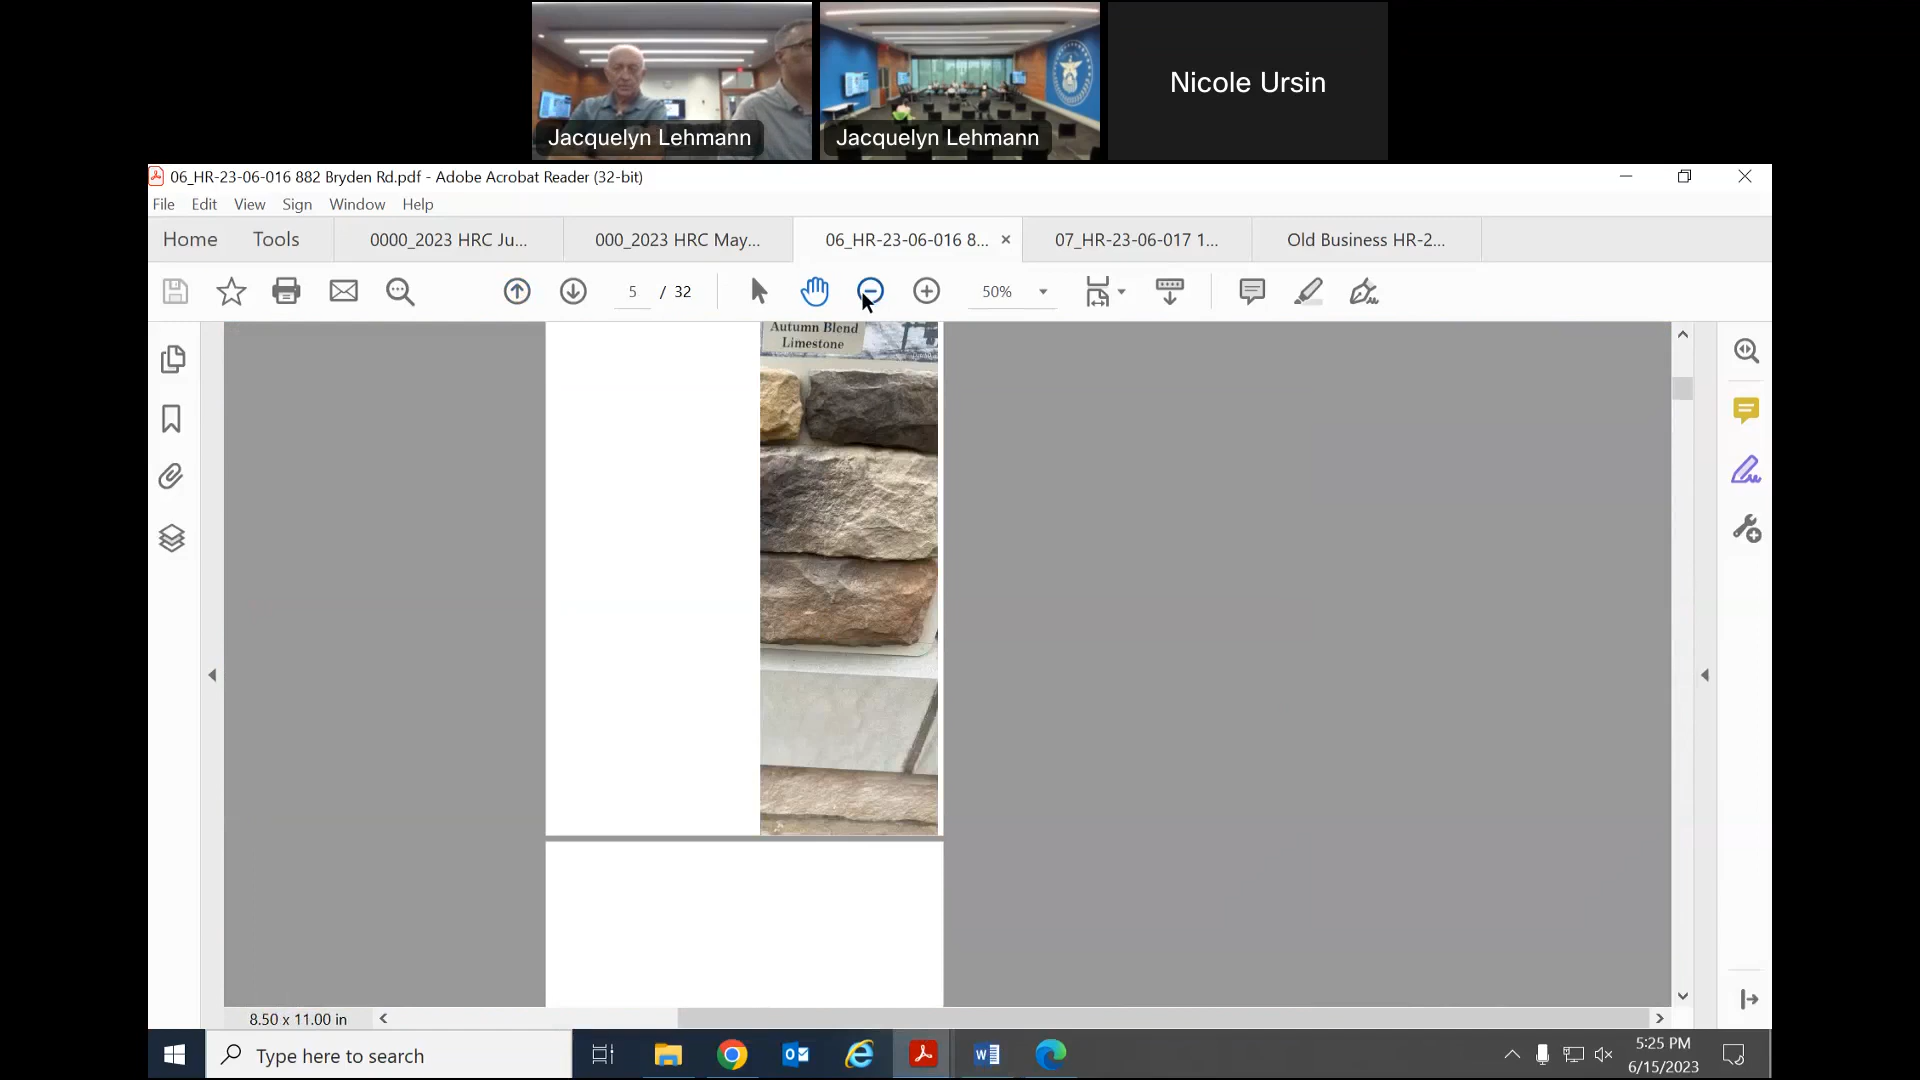 Jacquelyn Lehmann
Jacquelyn Lehmann
Nicole Ursin
06_HR-23-06-016 882 Bryden Rd.pdf - Adobe Acrobat Reader (32-bit)
File Edit View Sign Window Help
Home Tools 0000_2023 HRC Ju... 000_2023 HRC May... 06_HR-23-06-016 8... × 07_HR-23-06-017 1... Old Business HR-2...
5 / 32 50%
Autumn Blend
Limestone
8.50 x 11.00 in
Type here to search
5:25 PM
6/15/2023